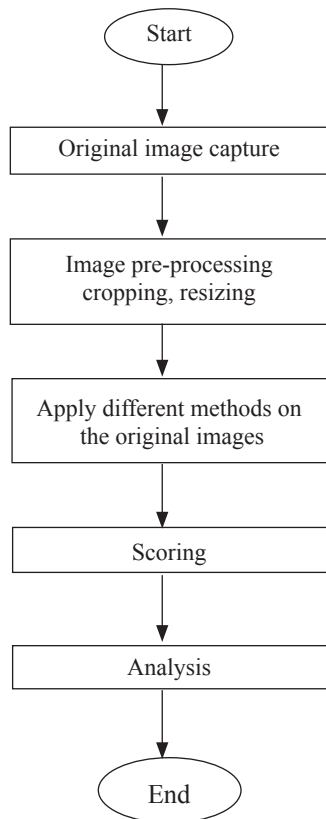 Start
Original image capture
Image pre-processing
cropping, resizing
Apply different methods on
the original images
Scoring
Analysis
End